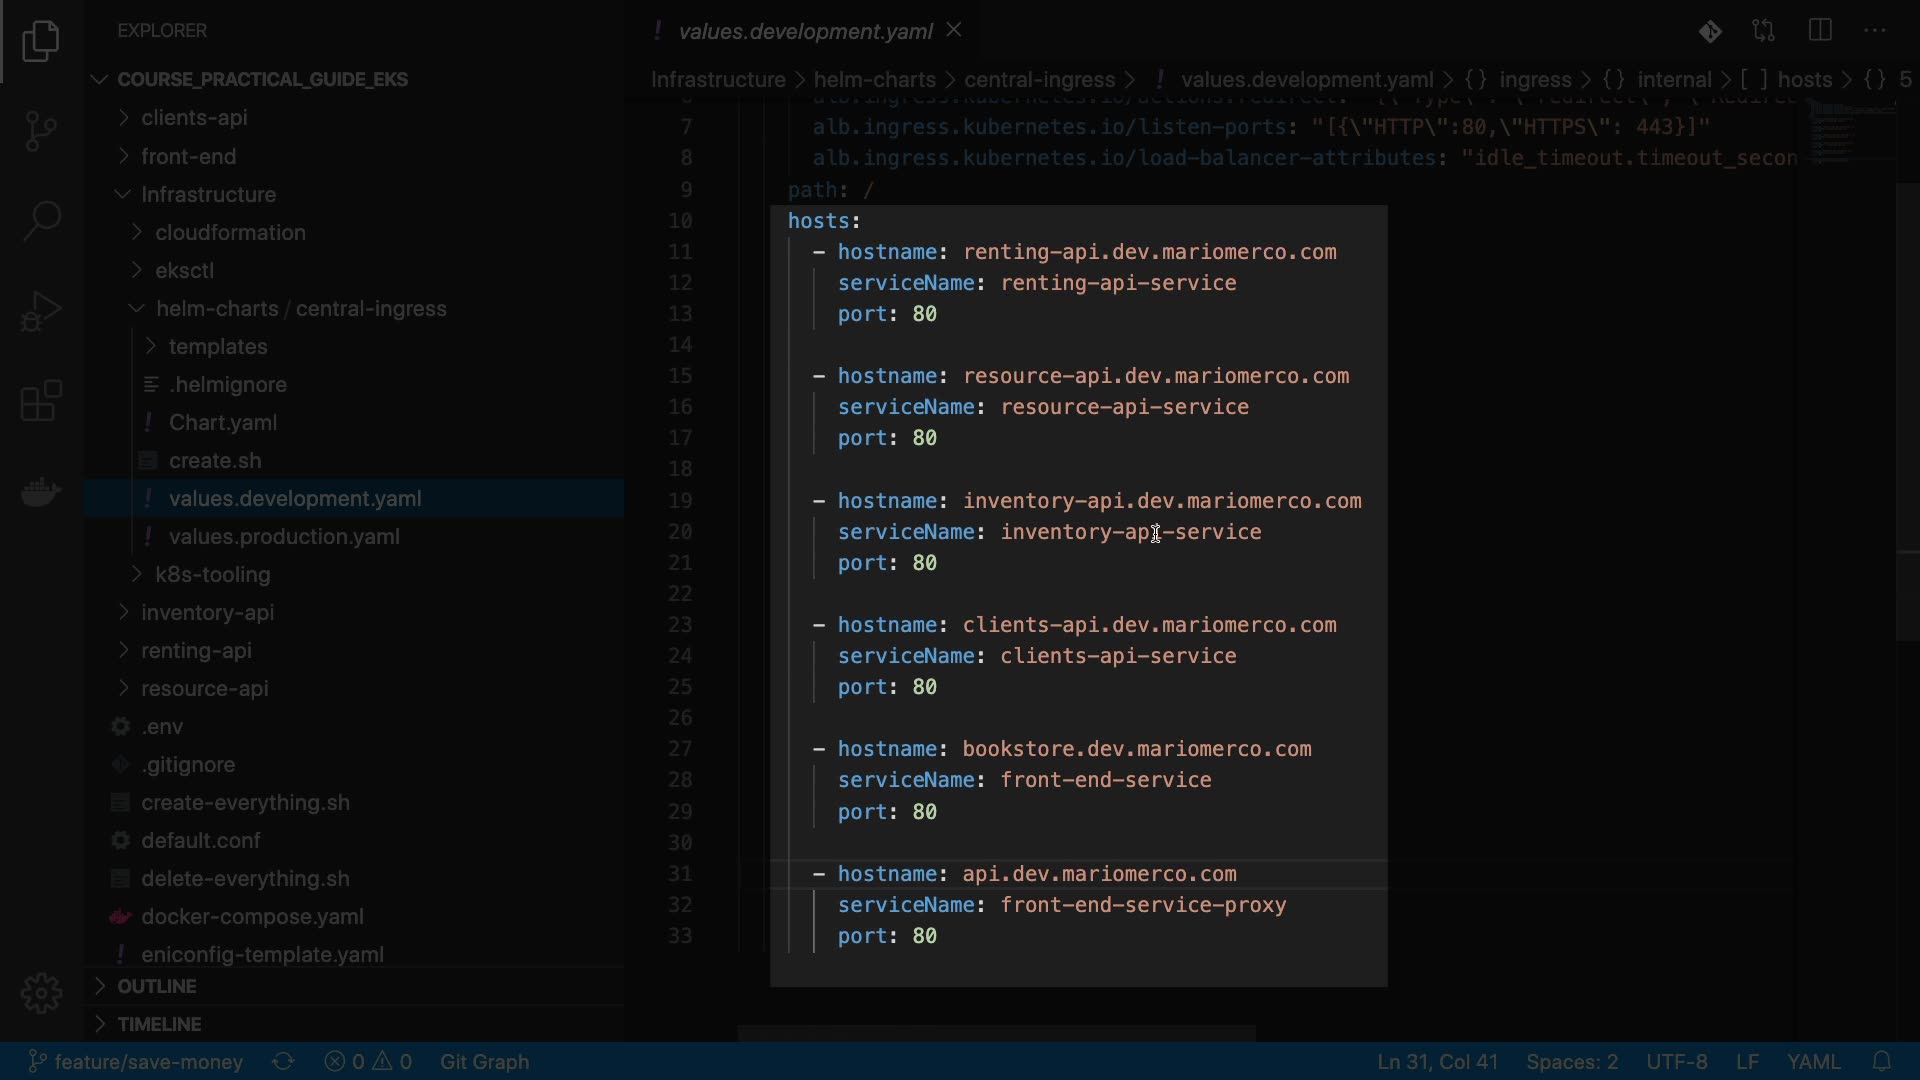 EXPLORER
COURSE_PRACTICAL_GUIDE_EKS
clients-api
front-end
Infrastructure
cloudformation
eksctl
helm-charts / central-ingress
templates
.helmignore
Chart.yaml
create.sh
values.development.yaml
values.production.yaml
k8s-tooling
inventory-api
renting-api
resource-api
.env
.gitignore
create-everything.sh
default.conf
delete-everything.sh
docker-compose.yaml
eniconfig-template.yaml
OUTLINE
TIMELINE
! values.development.yaml
Infrastructure > helm-charts > central-ingress > ! values.development.yaml > {} ingress > {} internal > [ ] hosts > {} 5
7 alb.ingress.kubernetes.io/listen-ports: "[{\"HTTP\":80,\"HTTPS\": 443}]"
8 alb.ingress.kubernetes.io/load-balancer-attributes: "idle_timeout.timeout_secon
9 path: /
10 hosts:
11 - hostname: renting-api.dev.mariomerco.com
12 serviceName: renting-api-service
13 port: 80
14
15 - hostname: resource-api.dev.mariomerco.com
16 serviceName: resource-api-service
17 port: 80
18
19 - hostname: inventory-api.dev.mariomerco.com
20 serviceName: inventory-api-service
21 port: 80
22
23 - hostname: clients-api.dev.mariomerco.com
24 serviceName: clients-api-service
25 port: 80
26
27 - hostname: bookstore.dev.mariomerco.com
28 serviceName: front-end-service
29 port: 80
30
31 - hostname: api.dev.mariomerco.com
32 serviceName: front-end-service-proxy
33 port: 80
feature/save-money 0 0 Git Graph Ln 31, Col 41 Spaces: 2 UTF-8 LF YAML